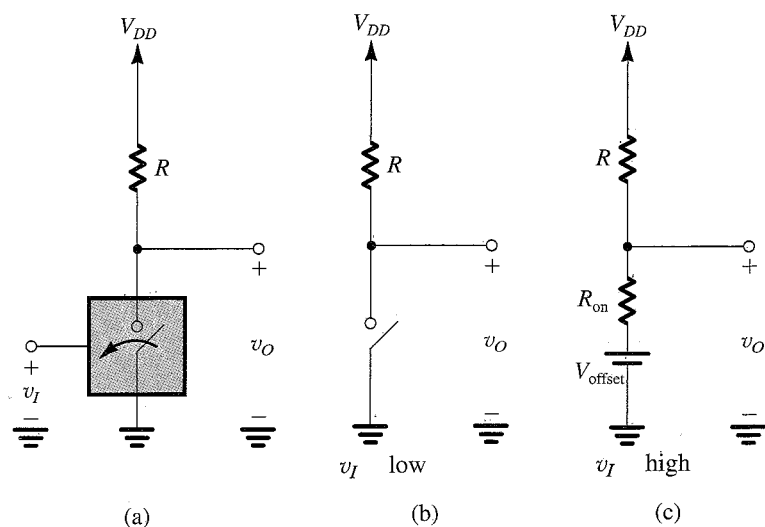 V_DD
R
+
v_I
−
+
v_O
−
(a)
V_DD
R
+
v_O
−
v_I low
(b)
V_DD
R
R_on
V_offset
+
v_O
−
v_I high
(c)